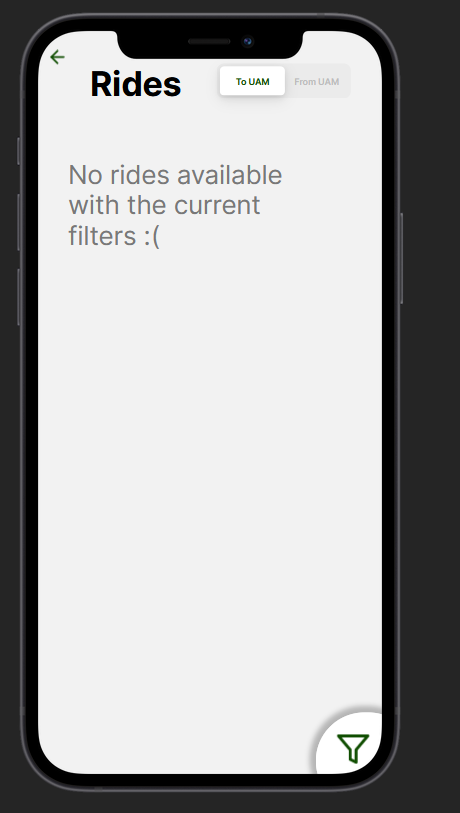 Rides
To UAM
From UAM
No rides available
with the current
filters :(